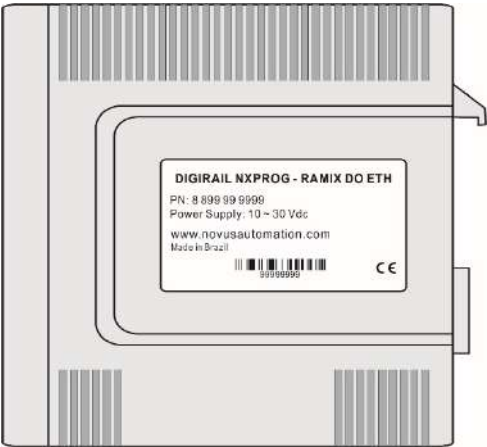 DIGIRAIL NXPROG - RAMIX DO ETH
PN: 8 899 99 9999
Power Supply: 10 ~ 30 Vdc
www.novusautomation.com
Made in Brazil
99999999
CE